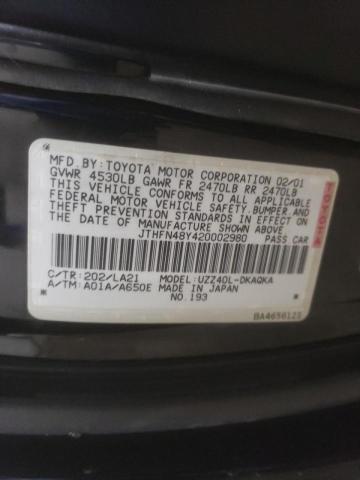 MFD.BY:TOYOTA MOTOR CORPORATION 02/01
GVWR 4530LB GAWR FR 2470LB RR 2470LB
THIS VEHICLE CONFORMS TO ALL APPLICABLE
FEDERAL MOTOR VEHICLE SAFETY,BUMPER,AND
THEFT PREVENTION STANDARDS IN EFFECT ON
THE DATE OF MANUFACTURE SHOWN ABOVE
JTHFN48Y420002980 PASS CAR
C/TR:202/LA21 MODEL:UZZ40L-DKAQKA
A/TM:A01A/A650E MADE IN JAPAN
NO.193
BA4656121
TOYOTA